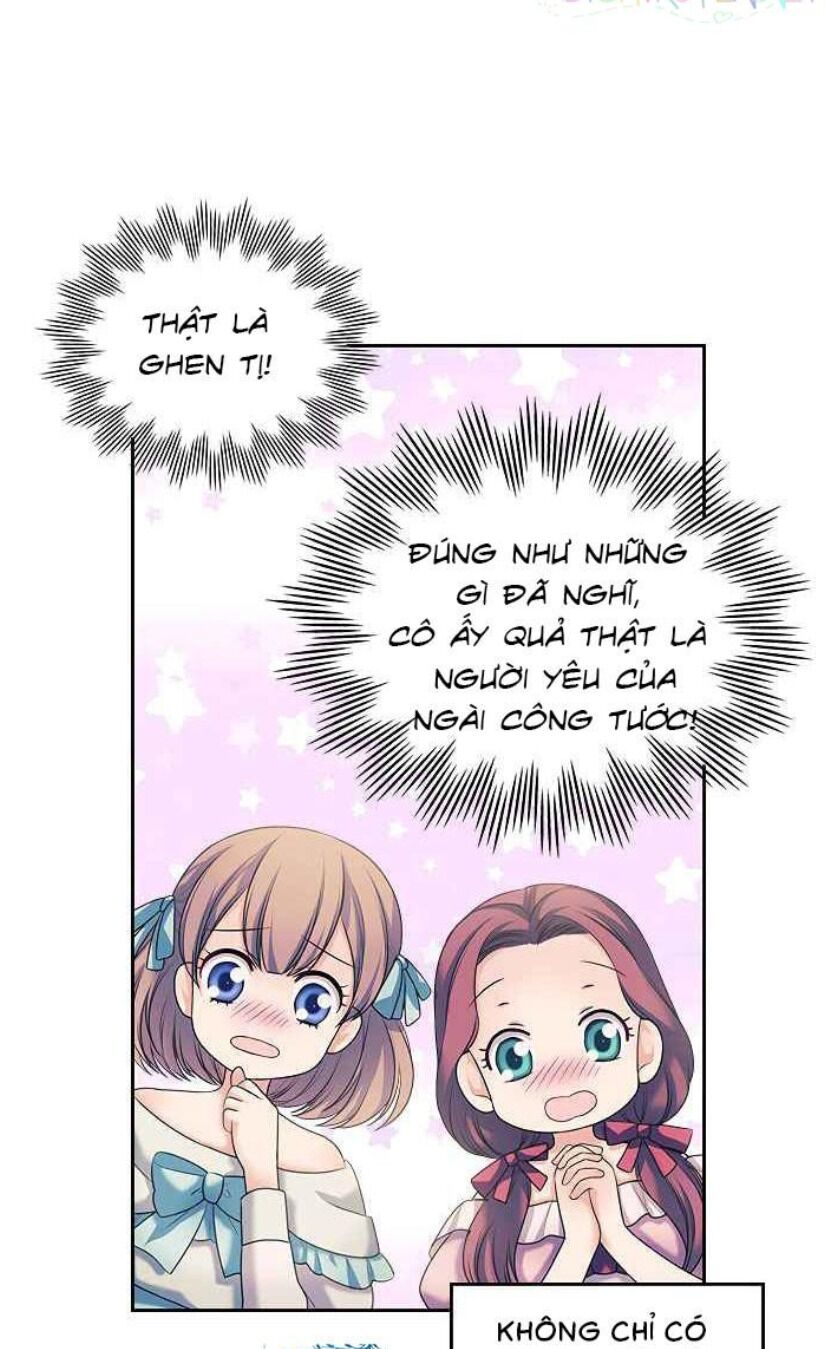 THẬT LÀ
GHEN TỊ!
ĐÚNG NHƯ NHỮNG
GÌ ĐÃ NGHĨ,
CÔ ẤY QUẢ THẬT LÀ
NGƯỜI YÊU CỦA
NGÀI CÔNG TƯỚC!
KHÔNG CHỈ CÓ